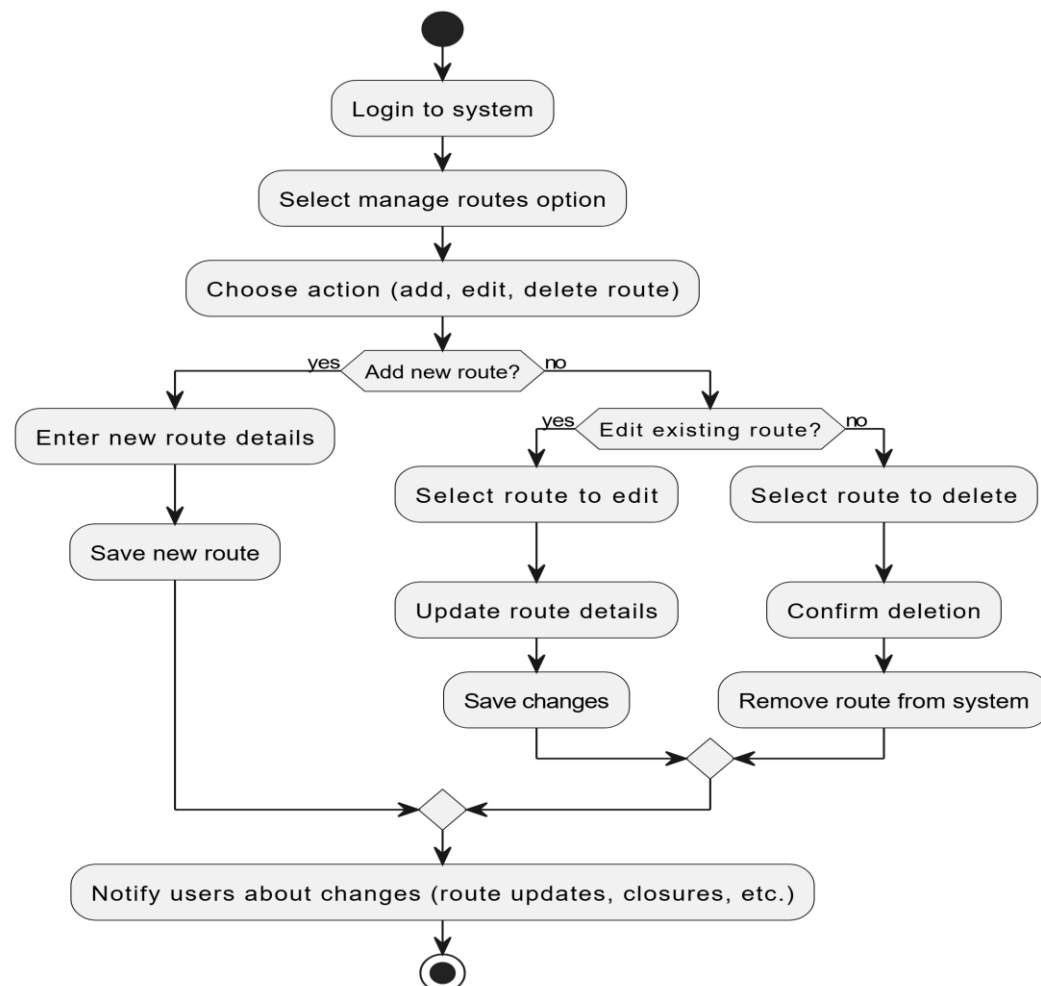 Login to system
Select manage routes option
Choose action (add, edit, delete route)
yes
Add new route?
no
Enter new route details
yes
Edit existing route?
no
Select route to edit
Select route to delete
Save new route
Update route details
Confirm deletion
Save changes
Remove route from system
Notify users about changes (route updates, closures, etc.)